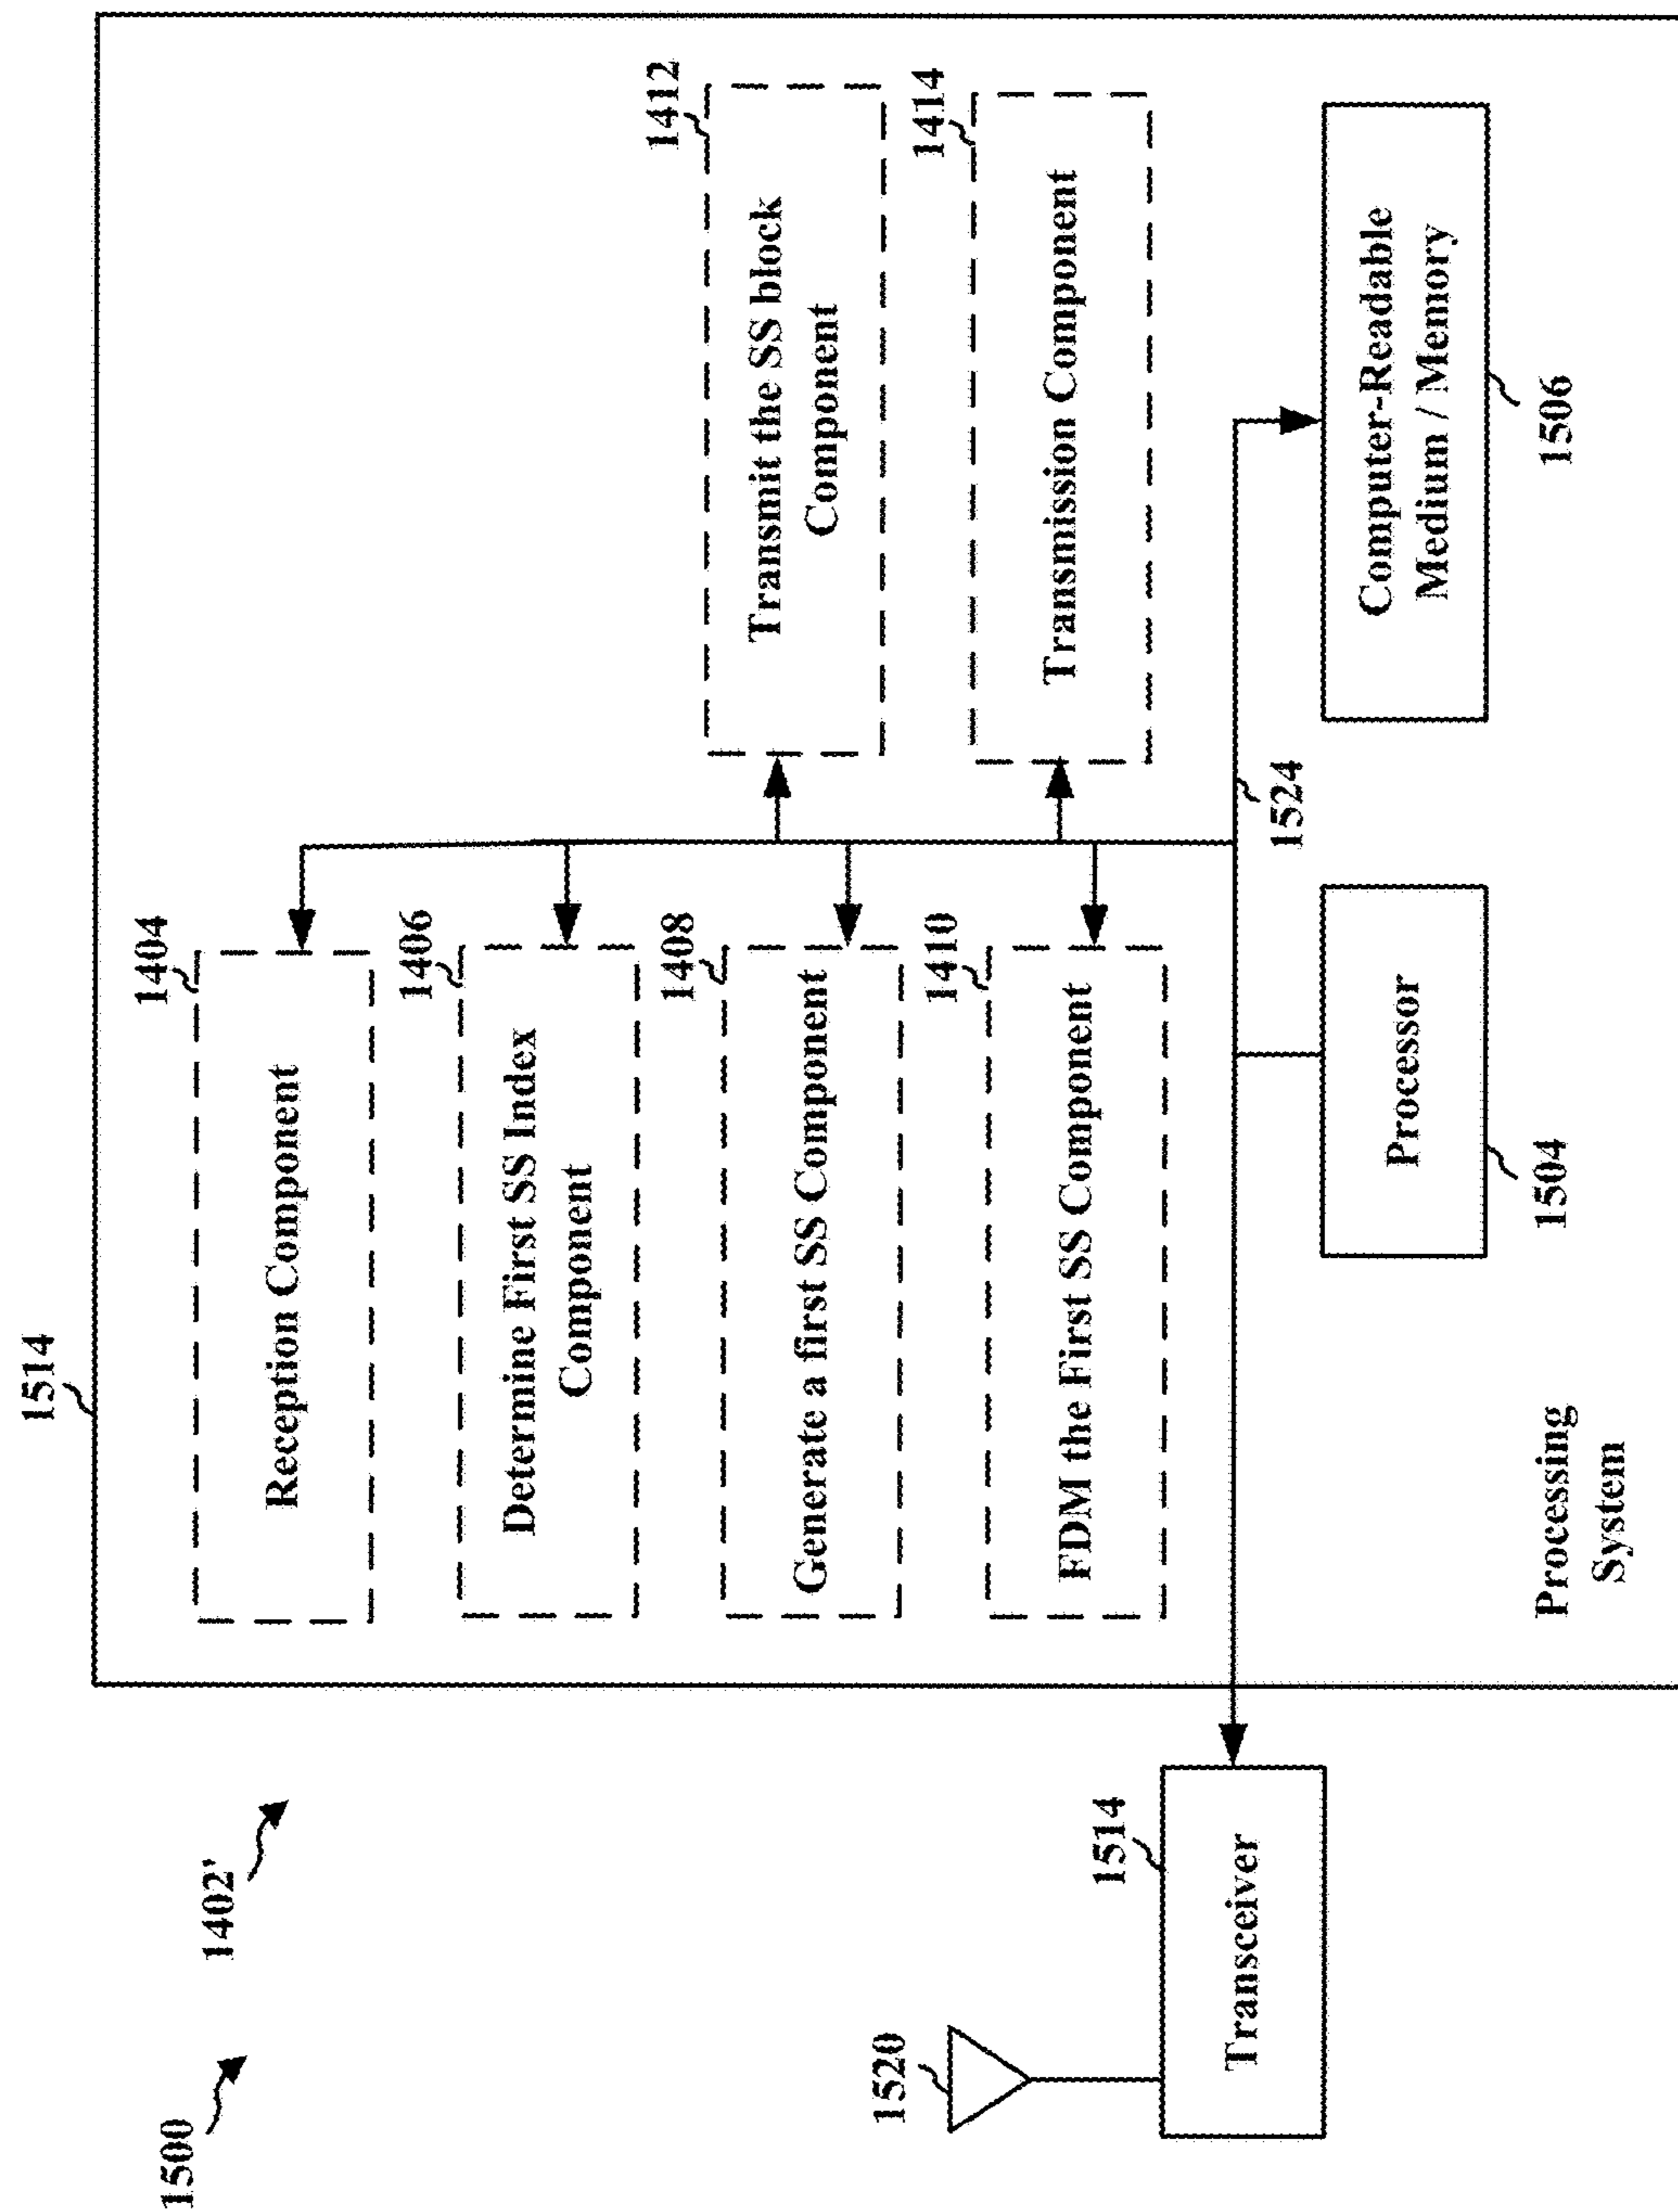 1500
1402'
1514
1404
Reception Component
1406
Determine First SS Index
Component
1408
Generate a first SS Component
1410
FDM the First SS Component
1412
Transmit the SS block
Component
1414
Transmission Component
1520
1514
Transceiver
1524
Processor
1504
Computer-Readable
Medium / Memory
1506
Processing
System